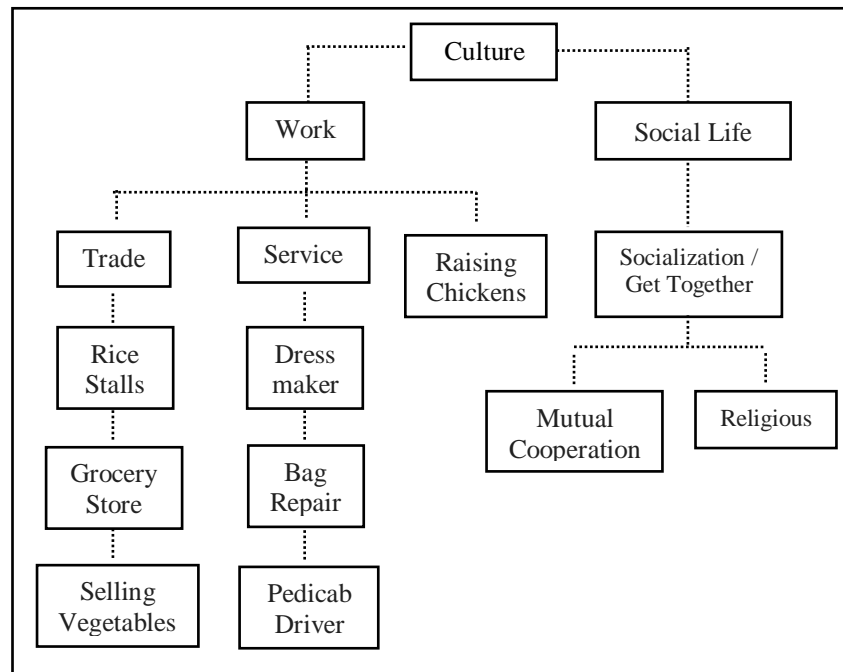 Culture
Work
Social Life
Trade
Service
Raising
Chickens
Socialization /
Get Together
Rice
Stalls
Dress
maker
Mutual
Cooperation
Religious
Grocery
Store
Bag
Repair
Selling
Vegetables
Pedicab
Driver